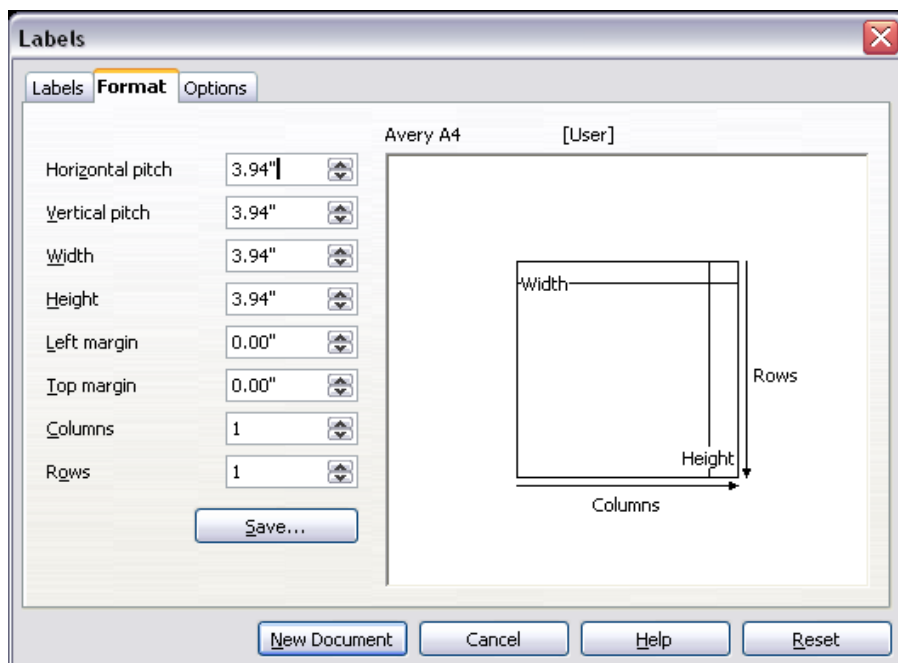 Labels
Labels Format Options
Avery A4 [User]
Horizontal pitch 3.94"
Vertical pitch 3.94"
Width 3.94"
Height 3.94"
Left margin 0.00"
Top margin 0.00"
Columns 1
Rows 1
Save...
Width
Rows
Height
Columns
New Document Cancel Help Reset